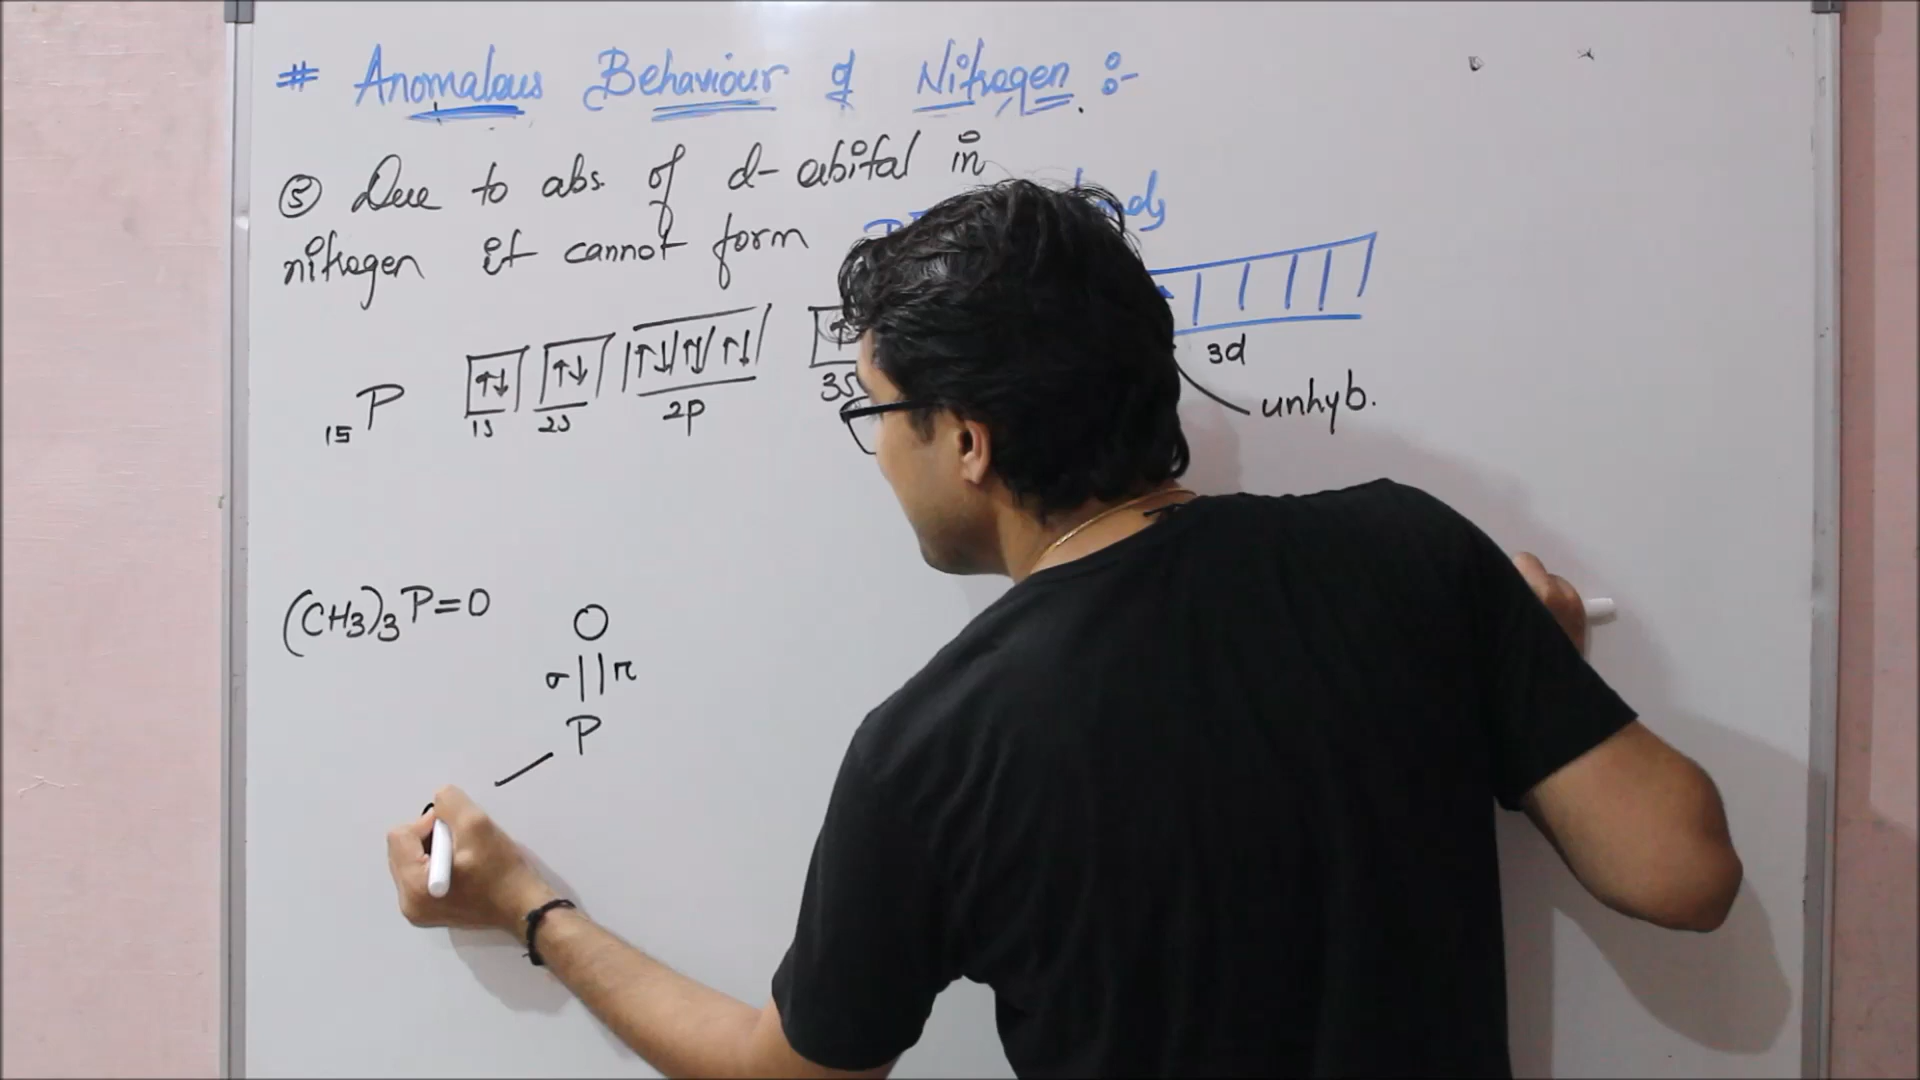 # Anomalous Behaviour of Nitrogen :-
⑤ Due to abs. of d-orbital in
nitrogen it cannot form
15 P ↑↓ ↑↓ ↑↓ ↑↓ ↑↓ ↑
1s 2s 2p 3s 3d
unhyb.
(CH3)3P=O
O
σ || π
P